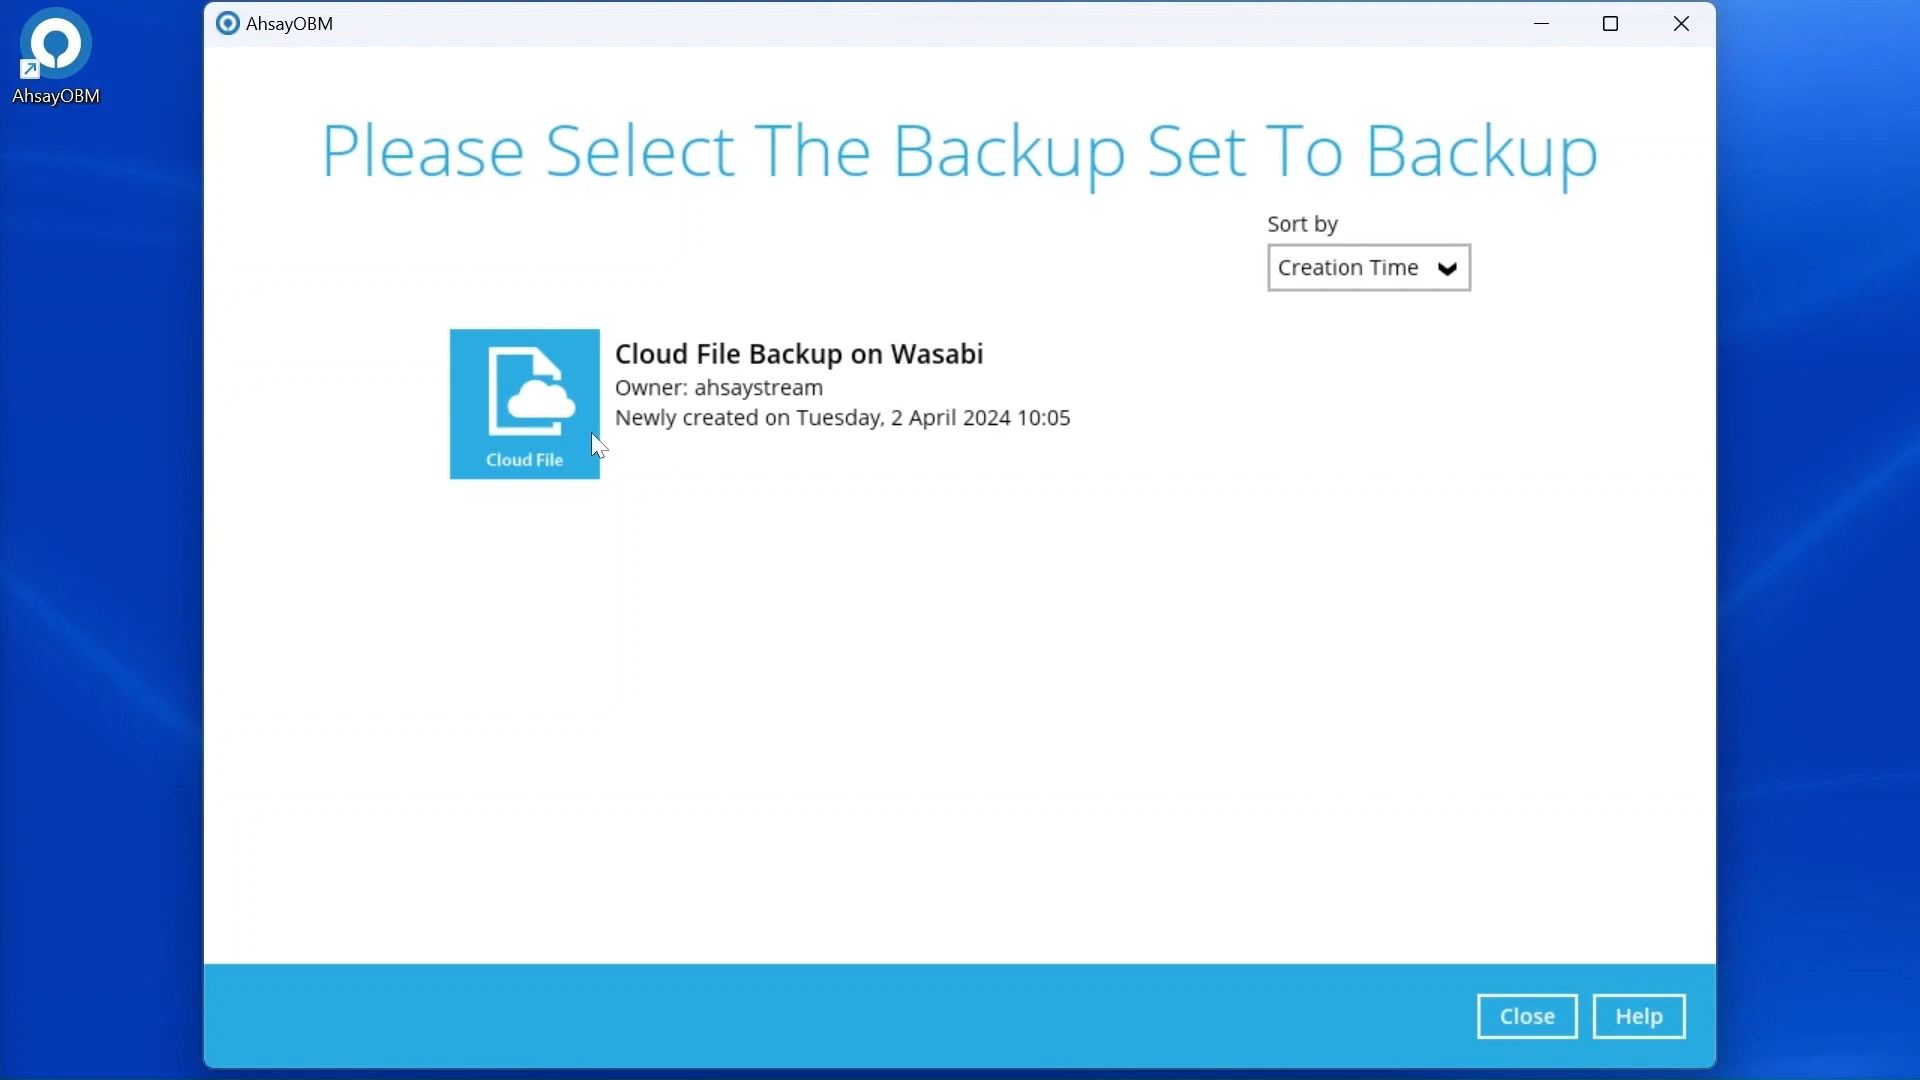 AhsayOBM
AhsayOBM
Please Select The Backup Set To Backup
Sort by
Creation Time
Cloud File
Cloud File Backup on Wasabi
Owner: ahsaystream
Newly created on Tuesday, 2 April 2024 10:05
Close
Help